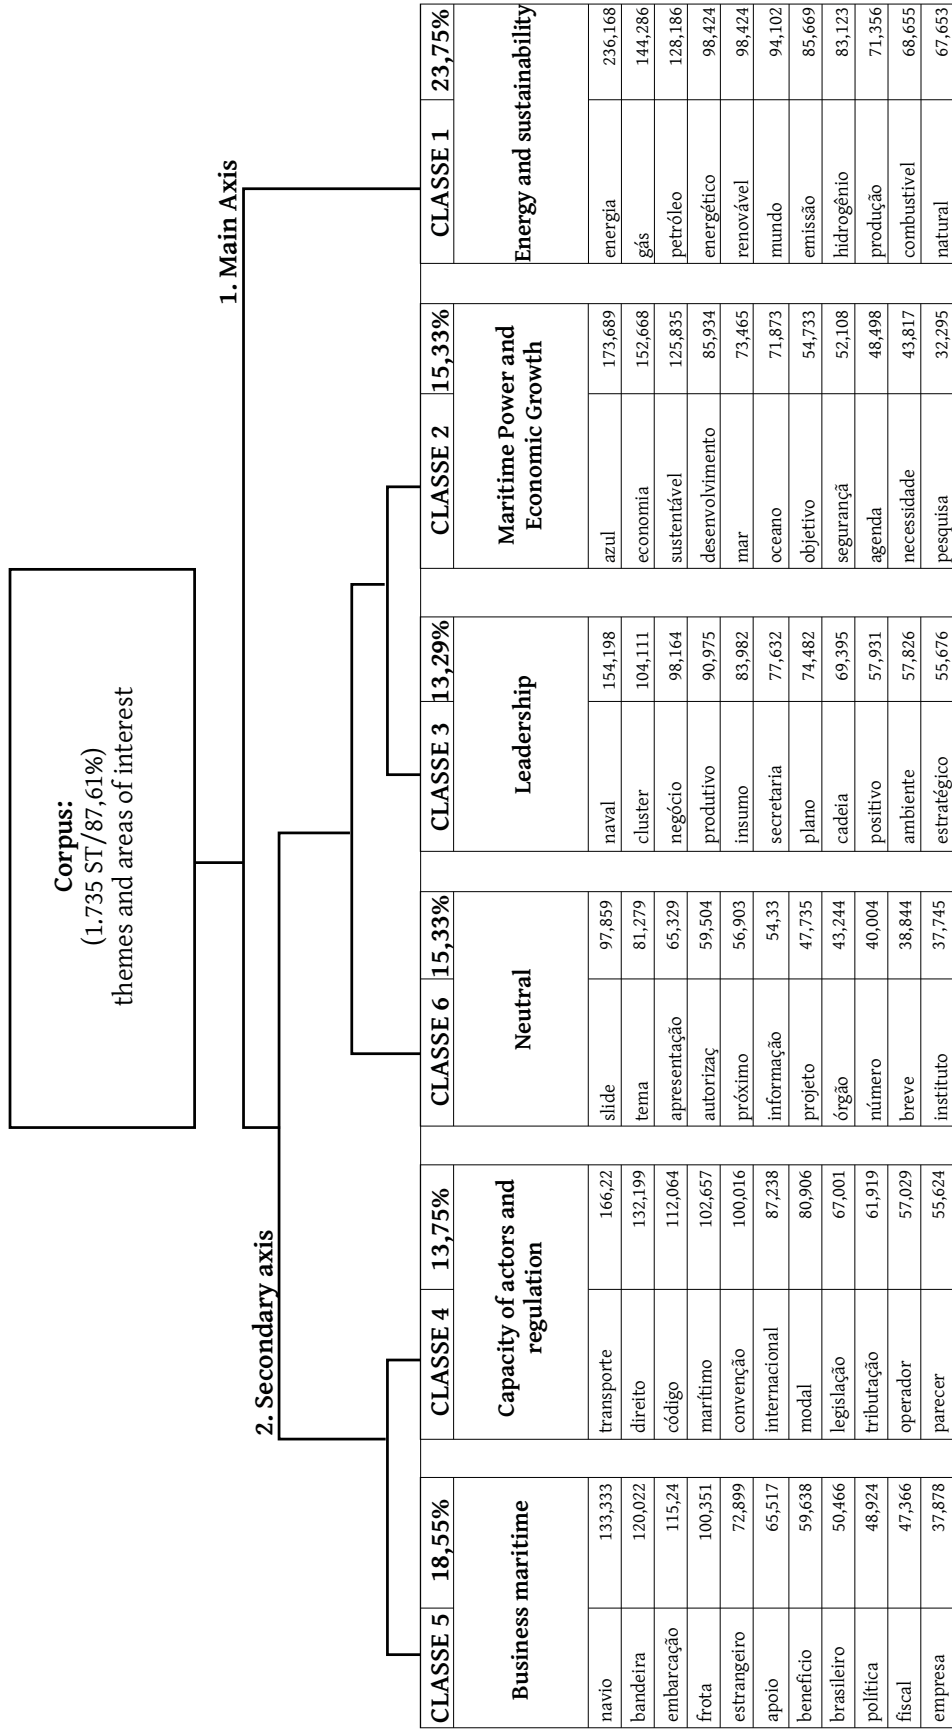 Corpus:
(1.735 ST/87,61%)
themes and areas of interest
1. Main Axis
2. Secondary axis
CLASSE 5 18,55%
Business maritime
navio 133,333
bandeira 120,022
embarcação 115,24
frota 100,351
estrangeiro 72,899
apoio 65,517
beneficio 59,638
brasileiro 50,466
política 48,924
fiscal 47,366
empresa 37,878
CLASSE 4 13,75%
Capacity of actors and
regulation
transporte 166,22
direito 132,199
código 112,064
marítimo 102,657
convenção 100,016
internacional 87,238
modal 80,906
legislação 67,001
tributação 61,919
operador 57,029
parecer 55,624
CLASSE 6 15,33%
Neutral
slide 97,859
tema 81,279
apresentação 65,329
autorizaç 59,504
próximo 56,903
informação 54,33
projeto 47,735
órgão 43,244
número 40,004
breve 38,844
instituto 37,745
CLASSE 3 13,29%
Leadership
naval 154,198
cluster 104,111
negócio 98,164
produtivo 90,975
insumo 83,982
secretaria 77,632
plano 74,482
cadeia 69,395
positivo 57,931
ambiente 57,826
estratégico 55,676
CLASSE 2 15,33%
Maritime Power and
Economic Growth
azul 173,689
economia 152,668
sustentável 125,835
desenvolvimento 85,934
mar 73,465
oceano 71,873
objetivo 54,733
segurançã 52,108
agenda 48,498
necessidade 43,817
pesquisa 32,295
CLASSE 1 23,75%
Energy and sustainability
energia 236,168
gás 144,286
petróleo 128,186
energético 98,424
renovável 98,424
mundo 94,102
emissão 85,669
hidrogênio 83,123
produção 71,356
combustivel 68,655
natural 67,653